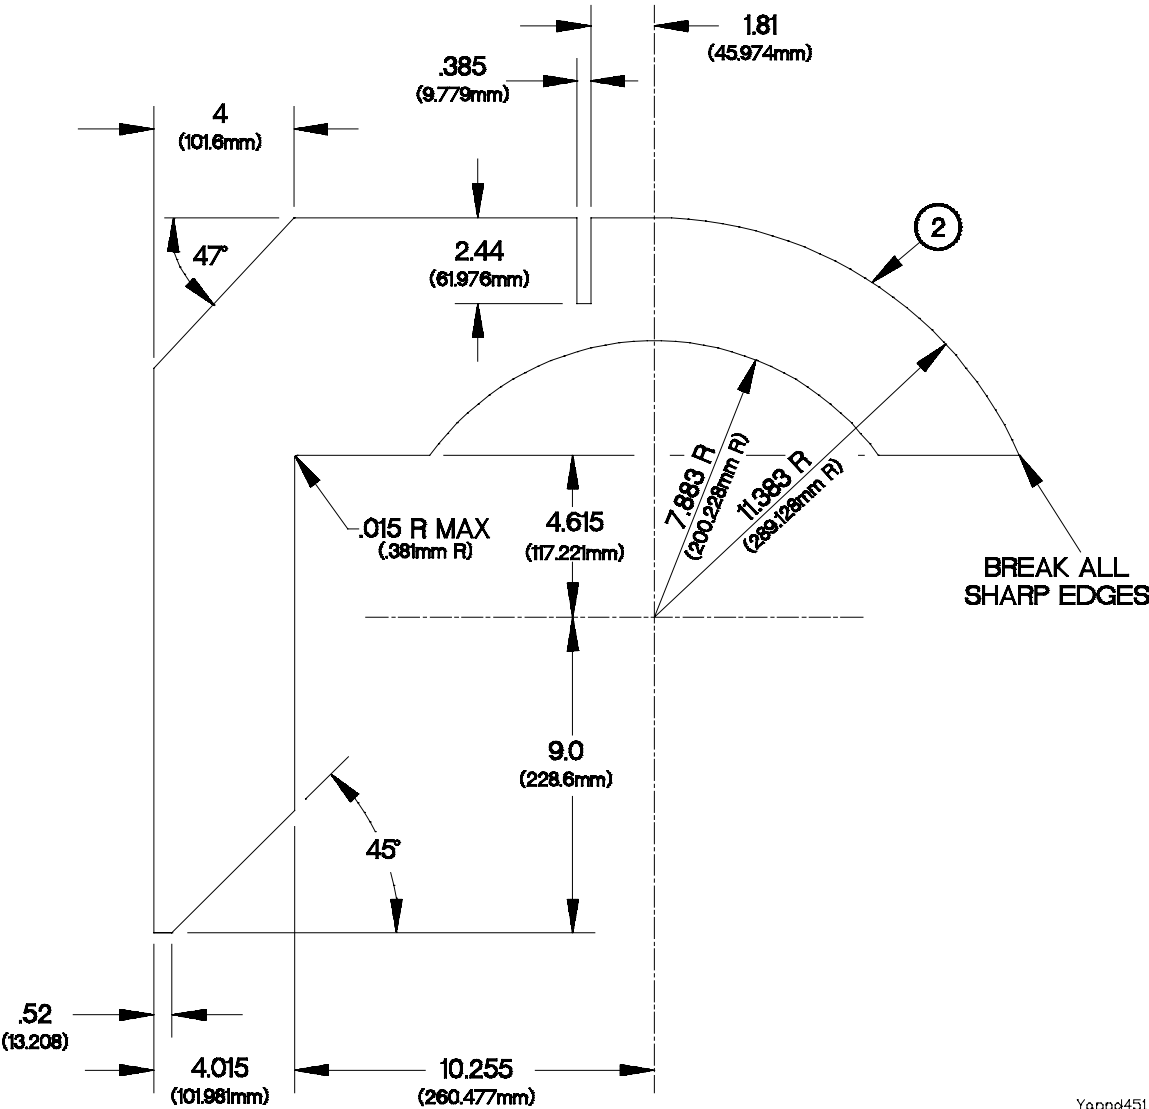 1.81
(45.974mm)
.385
(9.779mm)
4
(101.6mm)
2
47°
2.44
(61.976mm)
7.883 R
(200.228mm R)
11.383 R
(289.128mm R)
.015 R MAX
(.381mm R)
4.615
(117.221mm)
BREAK ALL
SHARP EDGES
9.0
(228.6mm)
45°
.52
(13.208)
4.015
(101.981mm)
10.255
(260.477mm)
Yappd451